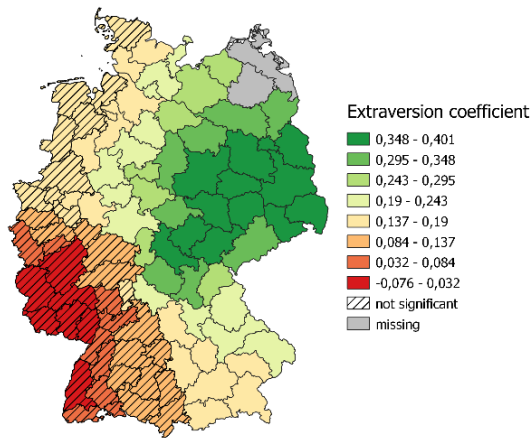 Extraversion coefficient
0,348 - 0,401
0,295 - 0,348
0,243 - 0,295
0,19 - 0,243
0,137 - 0,19
0,084 - 0,137
0,032 - 0,084
-0,076 - 0,032
not significant
missing